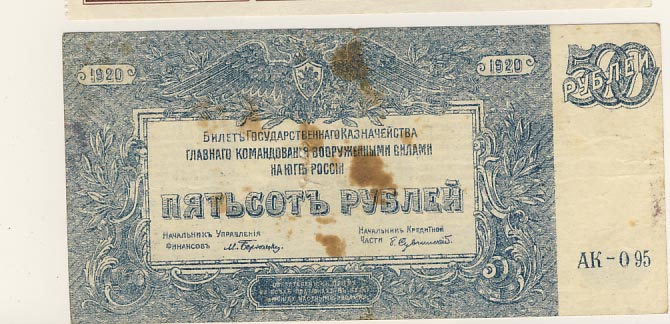 1920
1920
500
РУБЛЕЙ
БИЛЕТЪ ГОСУДАРСТВЕННАГО КАЗНАЧЕЙСТВА
ГЛАВНАГО КОМАНДОВАНІЯ ВООРУЖЕННЫМИ СИЛАМИ
НА ЮГѢ РОССІИ
ПЯТЬСОТЪ РУБЛЕЙ
НАЧАЛЬНИКЪ УПРАВЛЕНІЯ
ФИНАНСОВЪ
НАЧАЛЬНИКЪ КРЕДИТНОЙ
ЧАСТИ
АК-095